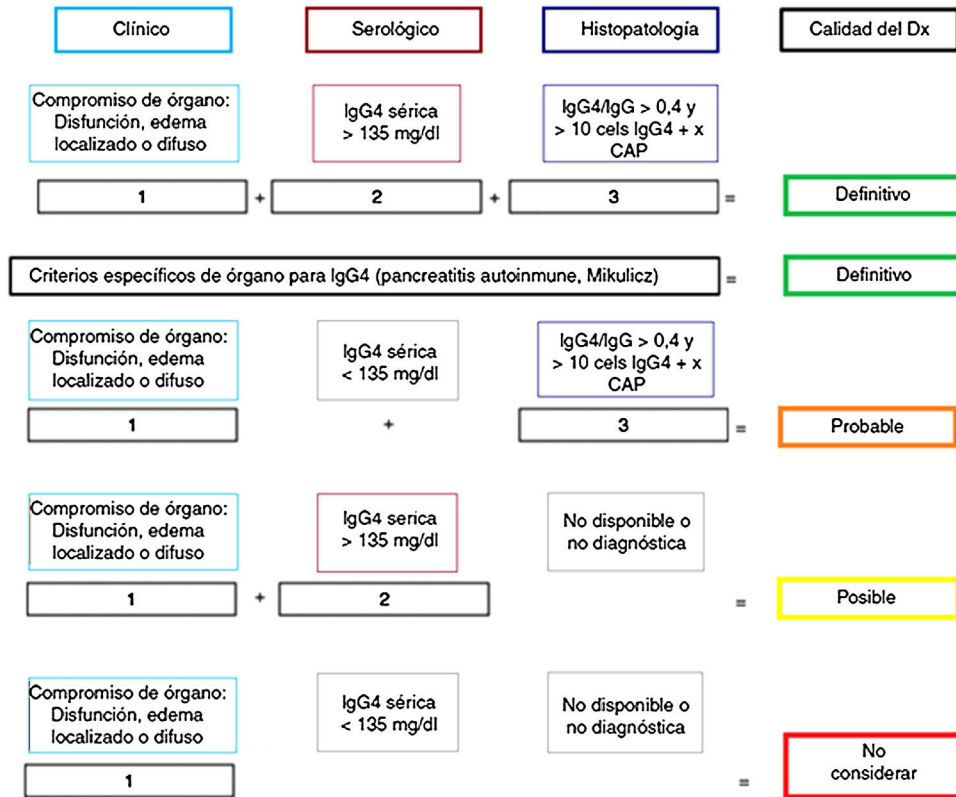 Clínico
Serológico
Histopatología
Calidad del Dx
Compromiso de órgano:
Disfunción, edema
localizado o difuso
IgG4 sérica
> 135 mg/dl
IgG4/IgG > 0,4 y
> 10 cels IgG4 + x
CAP
1 + 2 + 3 =
Definitivo
Criterios específicos de órgano para IgG4 (pancreatitis autoinmune, Mikulicz) =
Definitivo
Compromiso de órgano:
Disfunción, edema
localizado o difuso
IgG4 sérica
< 135 mg/dl
IgG4/IgG > 0,4 y
> 10 cels IgG4 + x
CAP
1 + 3 =
Probable
Compromiso de órgano:
Disfunción, edema
localizado o difuso
IgG4 serica
> 135 mg/dl
No disponible o
no diagnóstica
1 + 2 =
Posible
Compromiso de órgano:
Disfunción, edema
localizado o difuso
IgG4 sérica
< 135 mg/dl
No disponible o
no diagnóstica
1 =
No
considerar